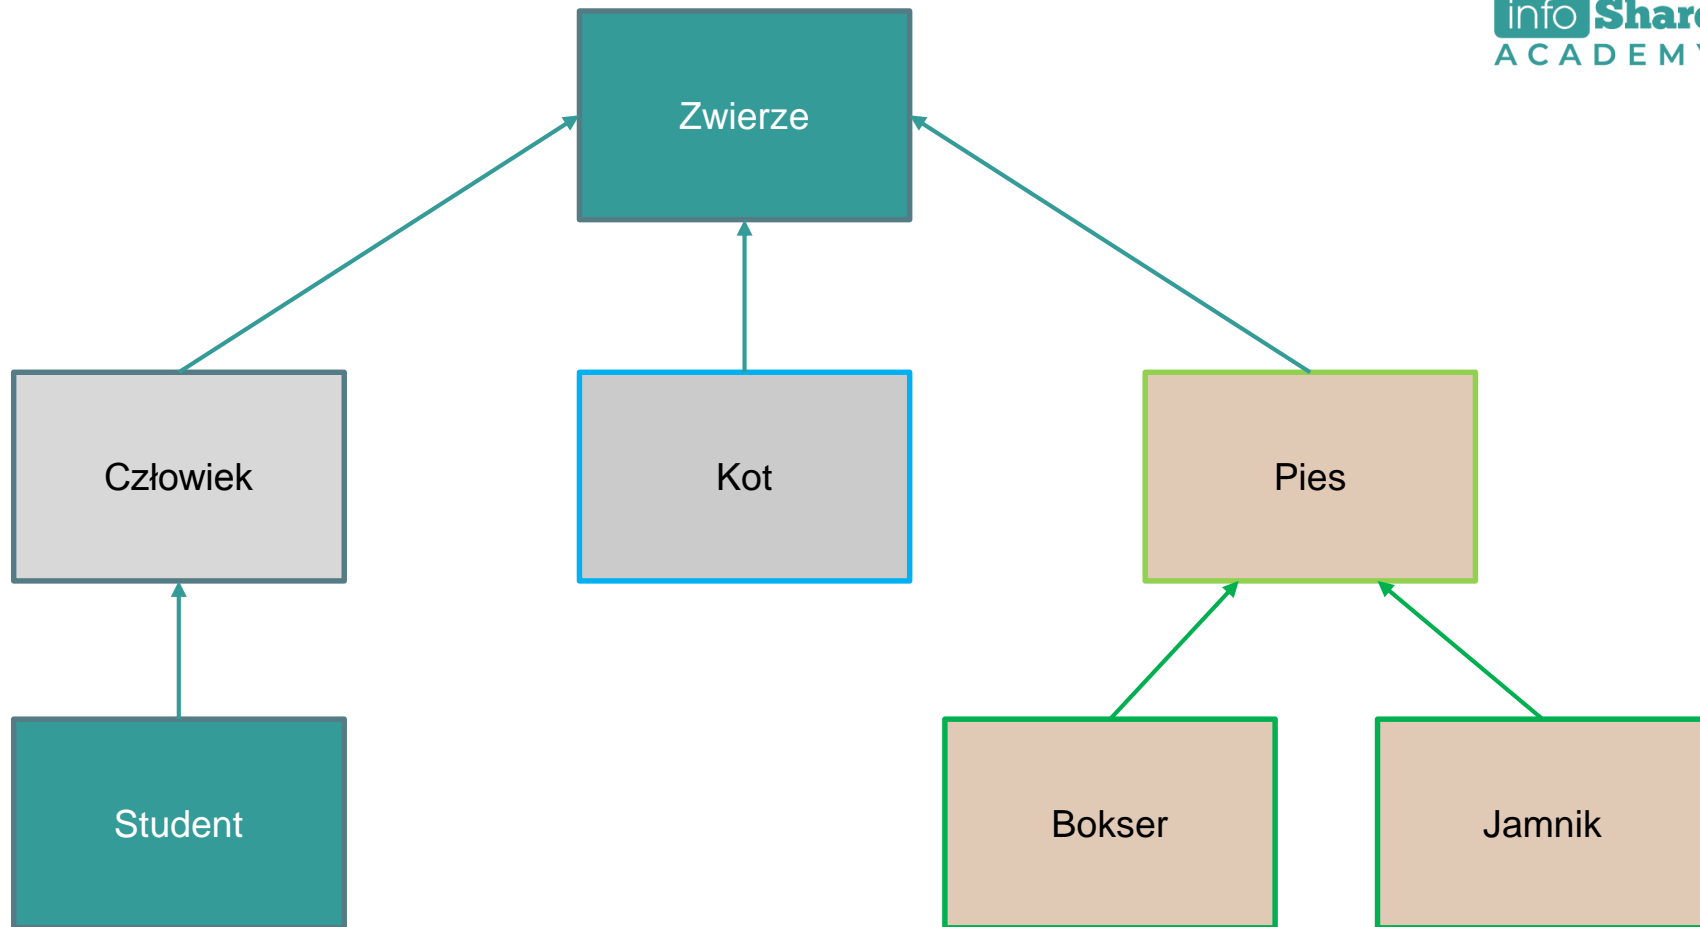 info Share
ACADEMY
Zwierze
Człowiek
Kot
Pies
Student
Bokser
Jamnik